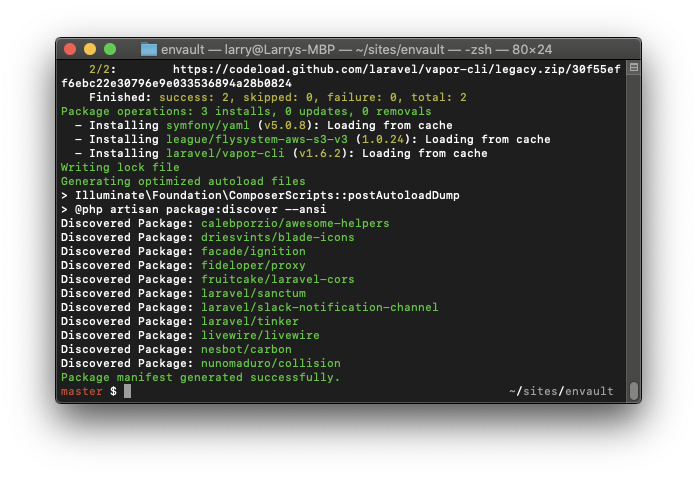 envault — larry@Larrys-MBP — ~/sites/envault — -zsh — 80×24
2/2: https://codeload.github.com/laravel/vapor-cli/legacy.zip/30f55ef
f6ebc22e30796e9e033536894a28b0824
Finished: success: 2, skipped: 0, failure: 0, total: 2
Package operations: 3 installs, 0 updates, 0 removals
- Installing symfony/yaml (v5.0.8): Loading from cache
- Installing league/flysystem-aws-s3-v3 (1.0.24): Loading from cache
- Installing laravel/vapor-cli (v1.6.2): Loading from cache
Writing lock file
Generating optimized autoload files
> Illuminate\Foundation\ComposerScripts::postAutoloadDump
> @php artisan package:discover --ansi
Discovered Package: calebporzio/awesome-helpers
Discovered Package: driesvints/blade-icons
Discovered Package: facade/ignition
Discovered Package: fideloper/proxy
Discovered Package: fruitcake/laravel-cors
Discovered Package: laravel/sanctum
Discovered Package: laravel/slack-notification-channel
Discovered Package: laravel/tinker
Discovered Package: livewire/livewire
Discovered Package: nesbot/carbon
Discovered Package: nunomaduro/collision
Package manifest generated successfully.
master $ ~/sites/envault